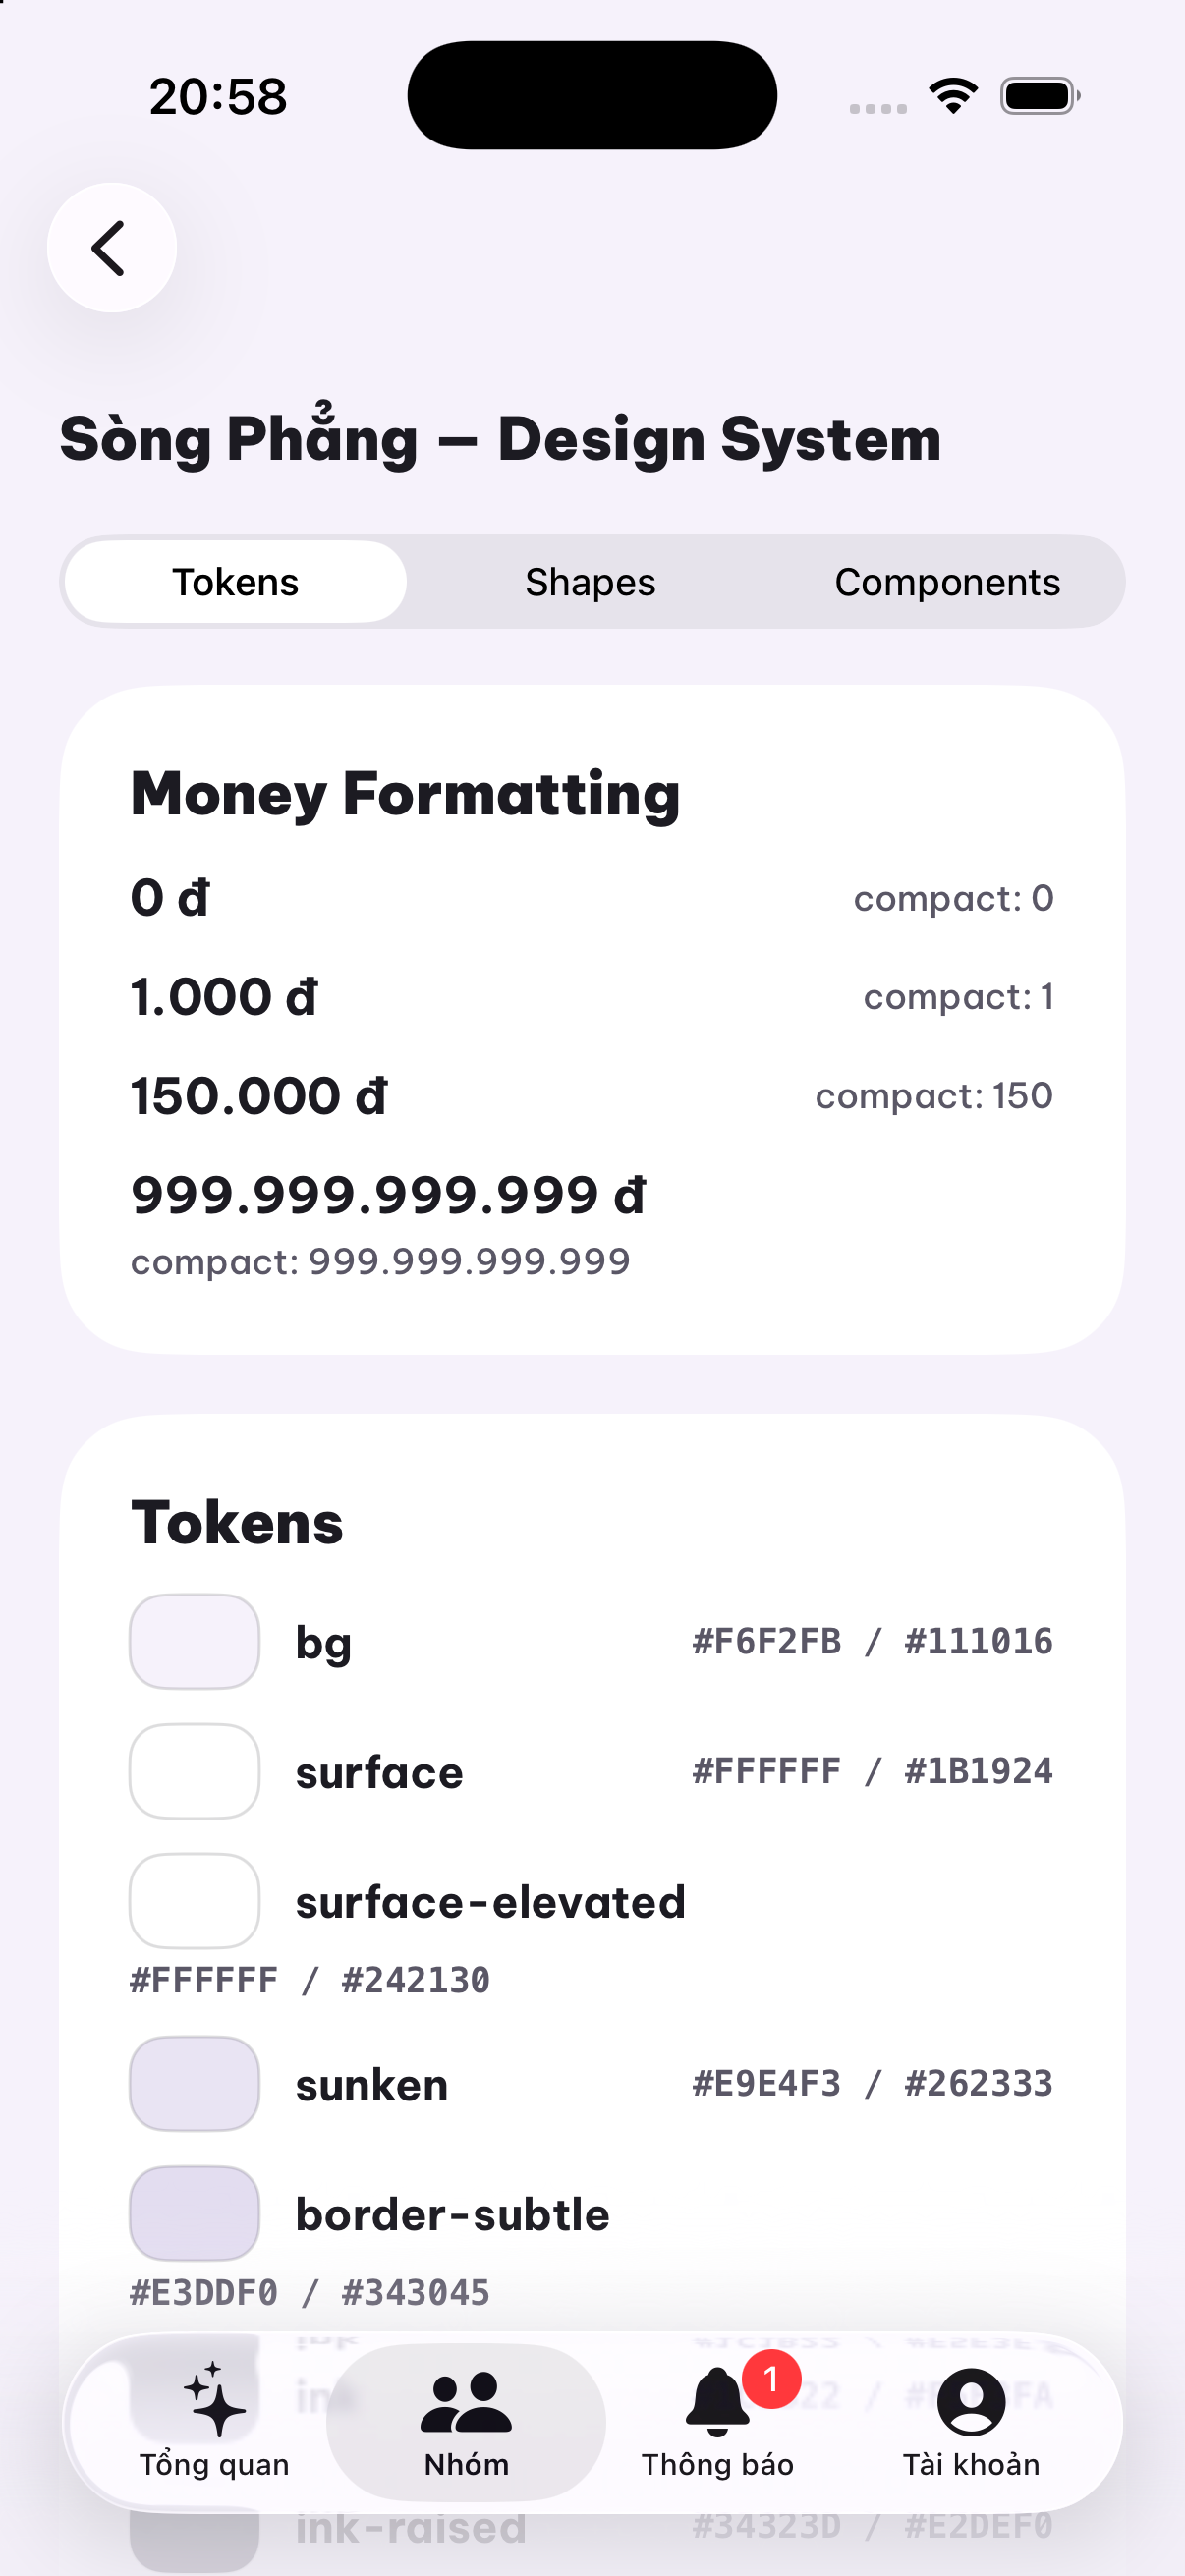 20:58
Sòng Phẳng — Design System
Tokens Shapes Components
Money Formatting
0 đ compact: 0
1.000 đ compact: 1
150.000 đ compact: 150
999.999.999.999 đ
compact: 999.999.999.999
Tokens
bg #F6F2FB / #111016
surface #FFFFFF / #1B1924
surface-elevated
#FFFFFF / #242130
sunken #E9E4F3 / #262333
border-subtle
#E3DDF0 / #343045
1
Tổng quan Nhóm Thông báo Tài khoản
ink-raised #34323D / #E2DEF0